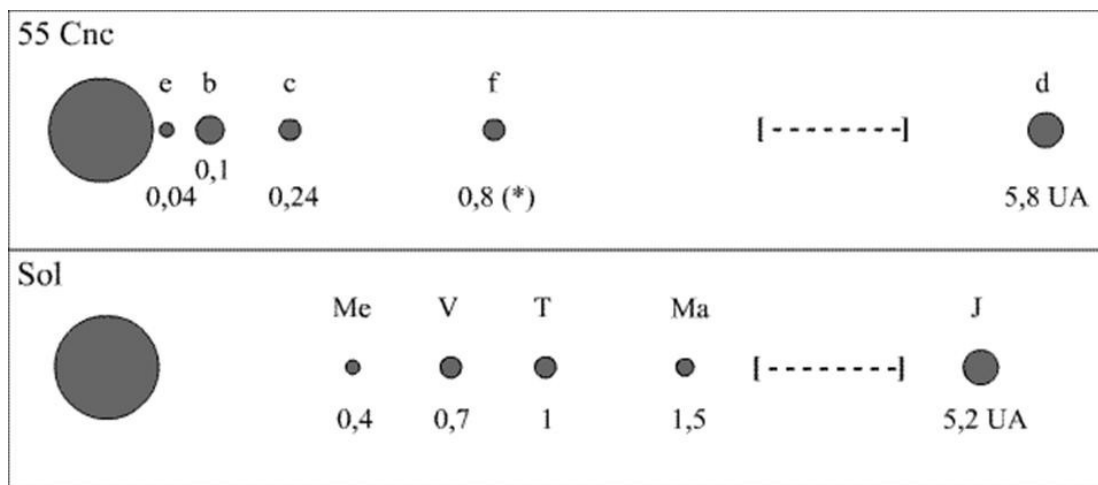 55 Cnc
e b c f d
[ - - - - - - - - ]
0,1
0,04 0,24 0,8 (*) 5,8 UA
Sol
Me V T Ma J
[ - - - - - - - - ]
0,4 0,7 1 1,5 5,2 UA